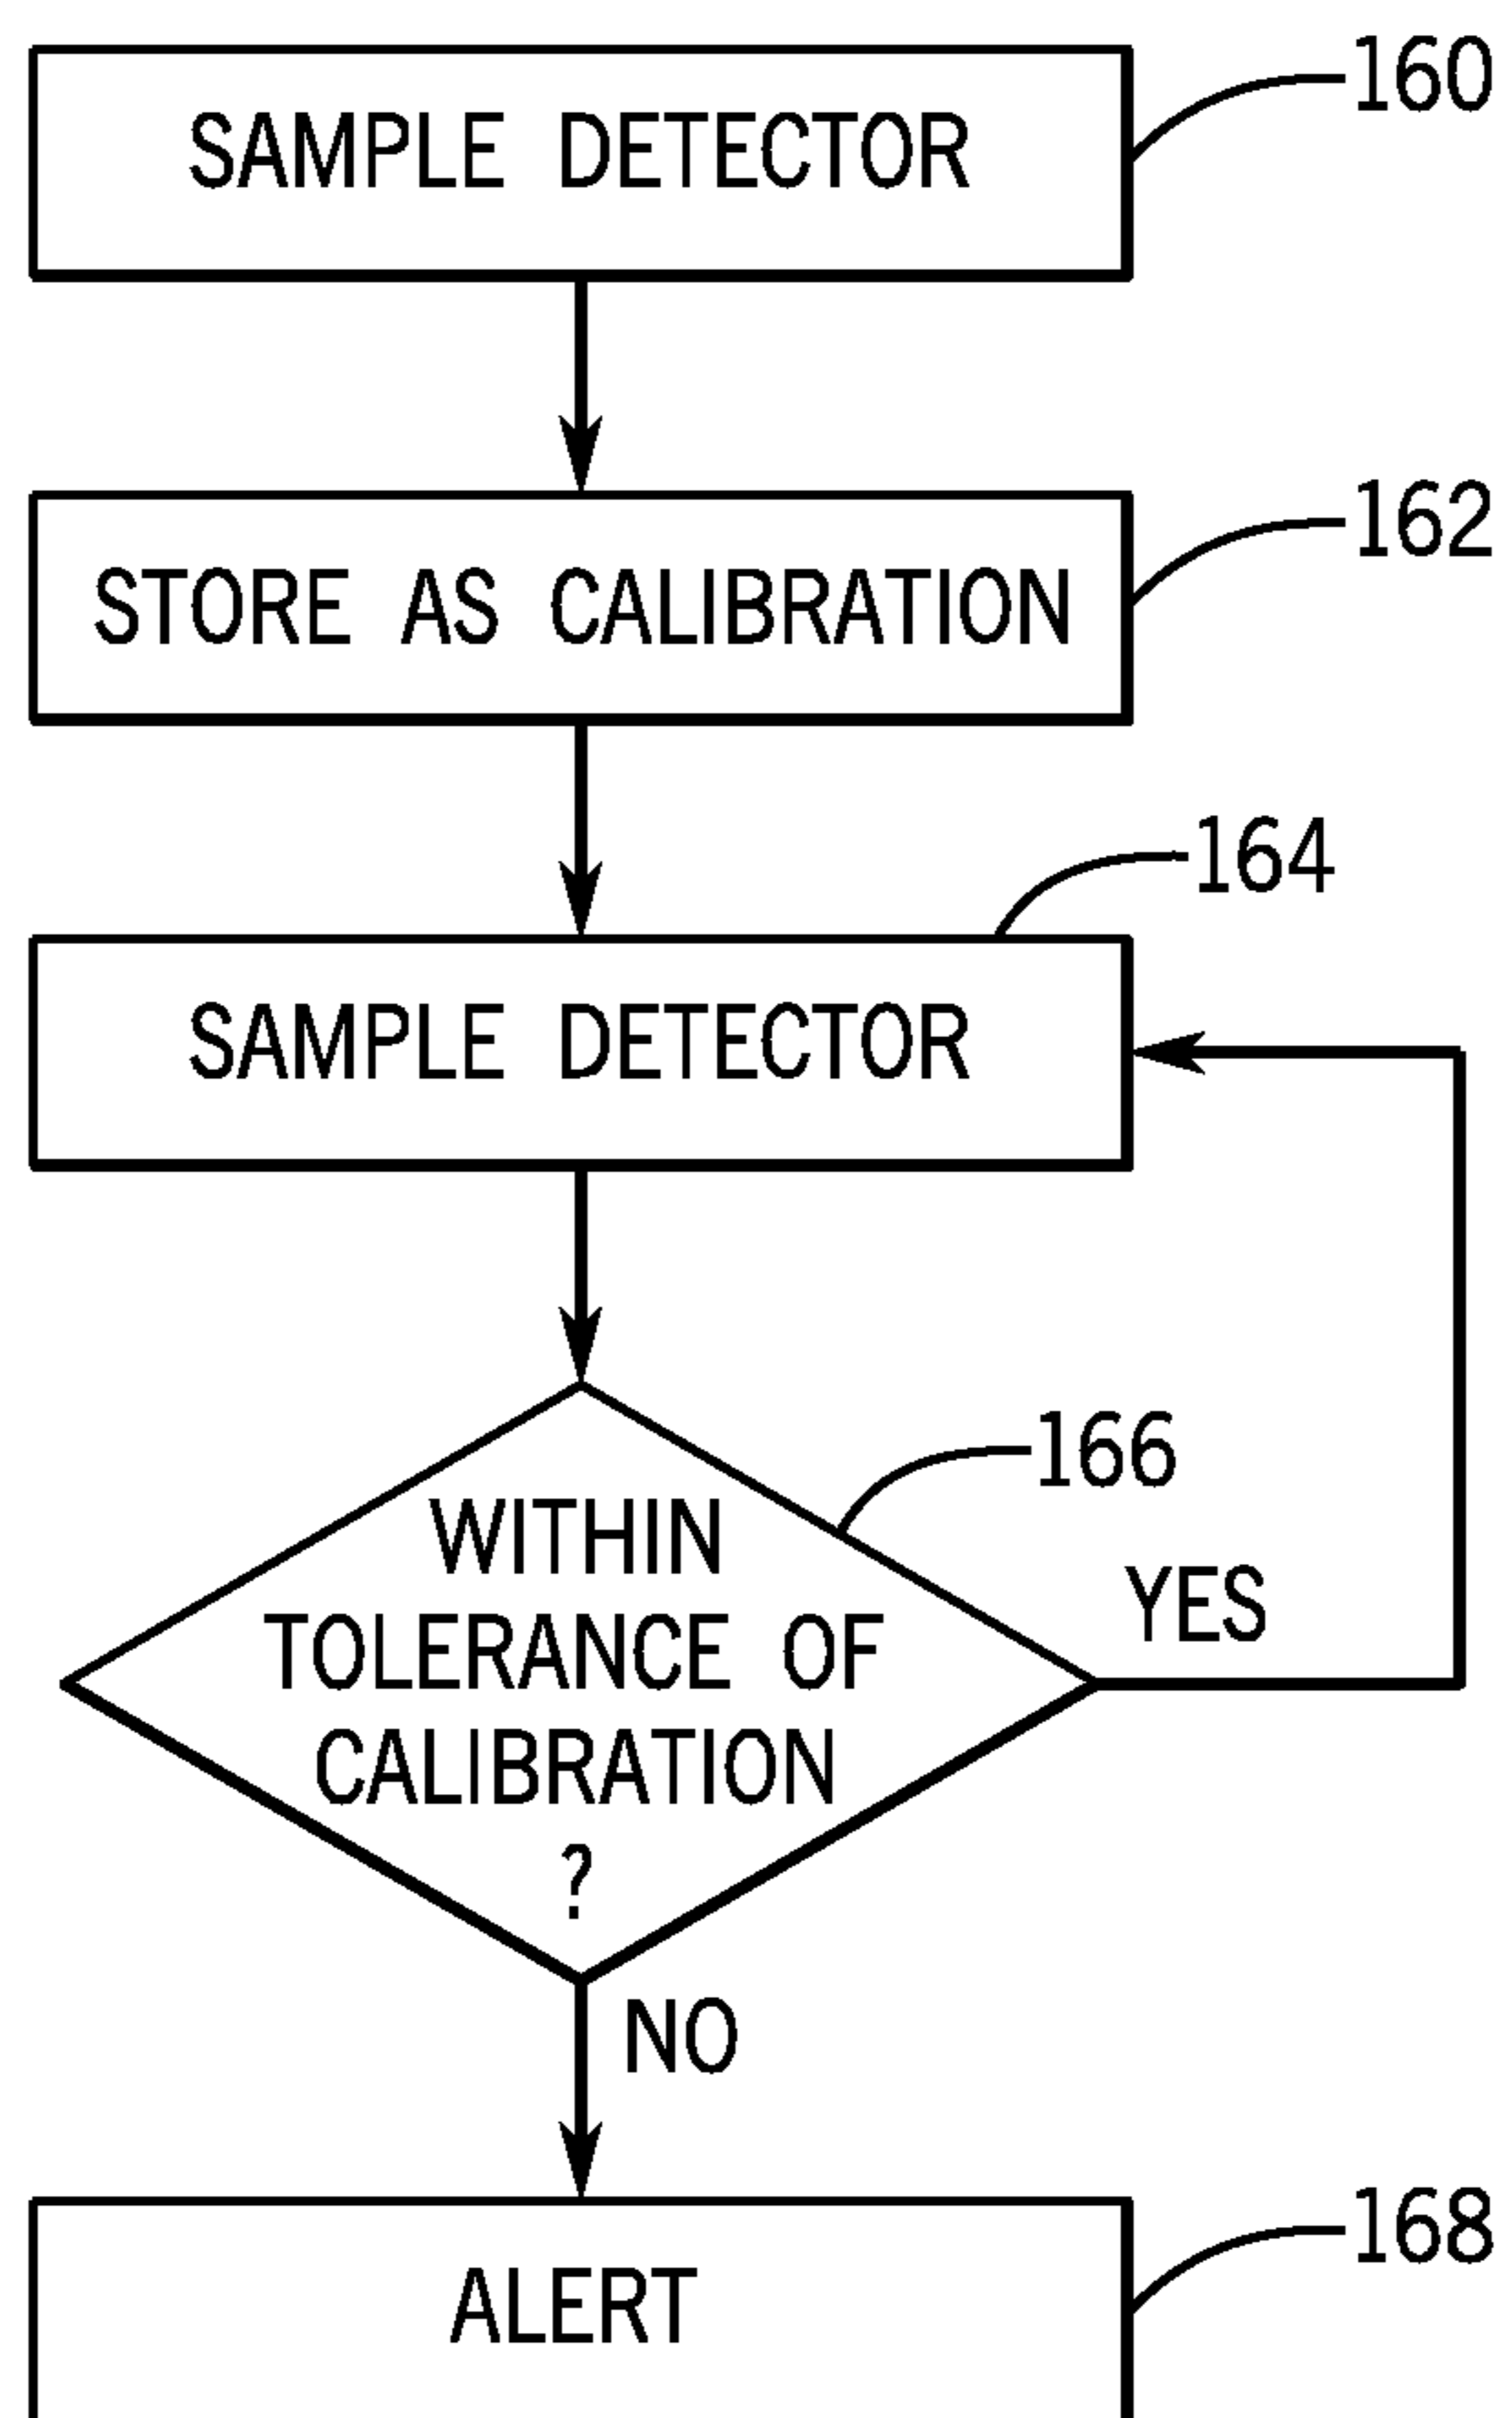 160
SAMPLE DETECTOR
162
STORE AS CALIBRATION
164
SAMPLE DETECTOR
166
WITHIN
TOLERANCE OF
CALIBRATION
?
YES
NO
168
ALERT